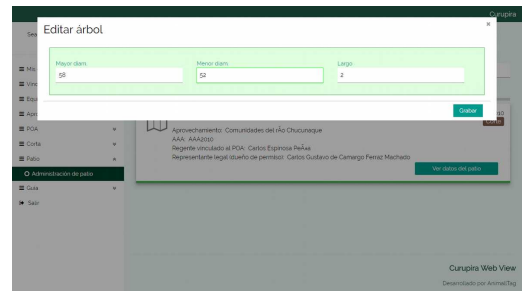 Curupira
Editar árbol
×
Mayor diam.
Menor diam.
Largo
58
52
2
Grabar
Aprovechamiento: Comunidades del rÃo Chucunaque
AAA: AAA2010
Regente vinculado al POA: Carlos Espinosa PeÃ±a
Representante legal (dueño de permiso): Carlos Gustavo de Camargo Ferraz Machado
Ver datos del patio
POA
Corta
Patio
Administración de patio
Guia
Salir
Curupira Web View
Desarrollado por AnimallTag